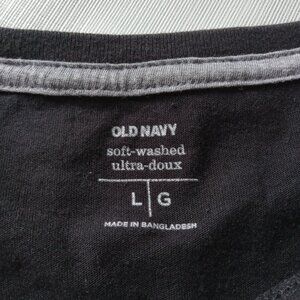 OLD NAVY
soft-washed
ultra-doux
L | G
MADE IN BANGLADESH